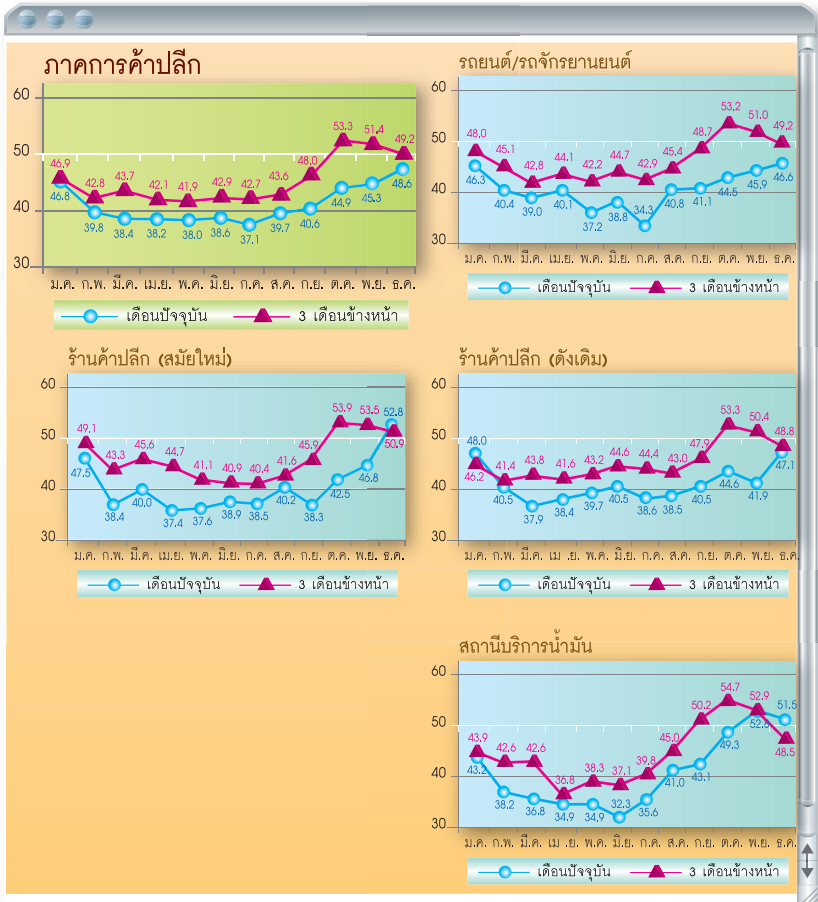 ภาคการค้าปลีก
60
50
40
30
46.9 42.8 43.7 42.1 41.9 42.9 42.7 43.6 48.0 53.3 51.4 49.2
46.8 39.8 38.4 38.2 38.0 38.6 37.1 39.7 40.6 44.9 45.3 48.6
ม.ค. ก.พ. มี.ค. เม.ย. พ.ค. มิ.ย. ก.ค. ส.ค. ก.ย. ต.ค. พ.ย. ธ.ค.
เดือนปัจจุบัน 3 เดือนข้างหน้า
รถยนต์/รถจักรยานยนต์
60
50
40
30
48.0 45.1 42.8 44.1 42.2 44.7 42.9 45.4 48.7 53.2 51.0 49.2
46.3 40.4 39.0 40.1 37.2 38.8 34.3 40.8 41.1 44.5 45.9 46.6
ม.ค. ก.พ. มี.ค. เม.ย. พ.ค. มิ.ย. ก.ค. ส.ค. ก.ย. ต.ค. พ.ย. ธ.ค.
เดือนปัจจุบัน 3 เดือนข้างหน้า
ร้านค้าปลีก (สมัยใหม่)
60
50
40
30
49.1 43.3 45.6 44.7 41.1 40.9 40.4 41.6 45.9 53.9 53.5 50.9
47.5 38.4 40.0 37.4 37.6 38.9 38.5 40.2 38.3 42.5 46.8 52.8
ม.ค. ก.พ. มี.ค. เม.ย. พ.ค. มิ.ย. ก.ค. ส.ค. ก.ย. ต.ค. พ.ย. ธ.ค.
เดือนปัจจุบัน 3 เดือนข้างหน้า
ร้านค้าปลีก (ดังเดิม)
60
50
40
30
46.2 41.4 43.8 41.6 43.2 44.6 44.4 43.0 47.9 53.3 50.4 48.8
48.0 40.5 37.9 38.4 39.7 40.5 38.6 38.5 40.5 44.6 41.9 47.1
ม.ค. ก.พ. มี.ค. เม.ย. พ.ค. มิ.ย. ก.ค. ส.ค. ก.ย. ต.ค. พ.ย. ธ.ค.
เดือนปัจจุบัน 3 เดือนข้างหน้า
สถานีบริการน้ำมัน
60
50
40
30
43.9 42.6 42.6 36.8 38.3 37.1 39.8 45.0 50.2 54.7 52.9 48.5
43.2 38.2 36.8 34.9 34.9 32.3 35.6 41.0 43.1 49.3 52.8 51.5
ม.ค. ก.พ. มี.ค. เม .ย. พ.ค. มิ.ย. ก.ค. ส.ค. ก.ย. ต.ค. พ.ย. ธ.ค.
เดือนปัจจุบัน 3 เดือนข้างหน้า